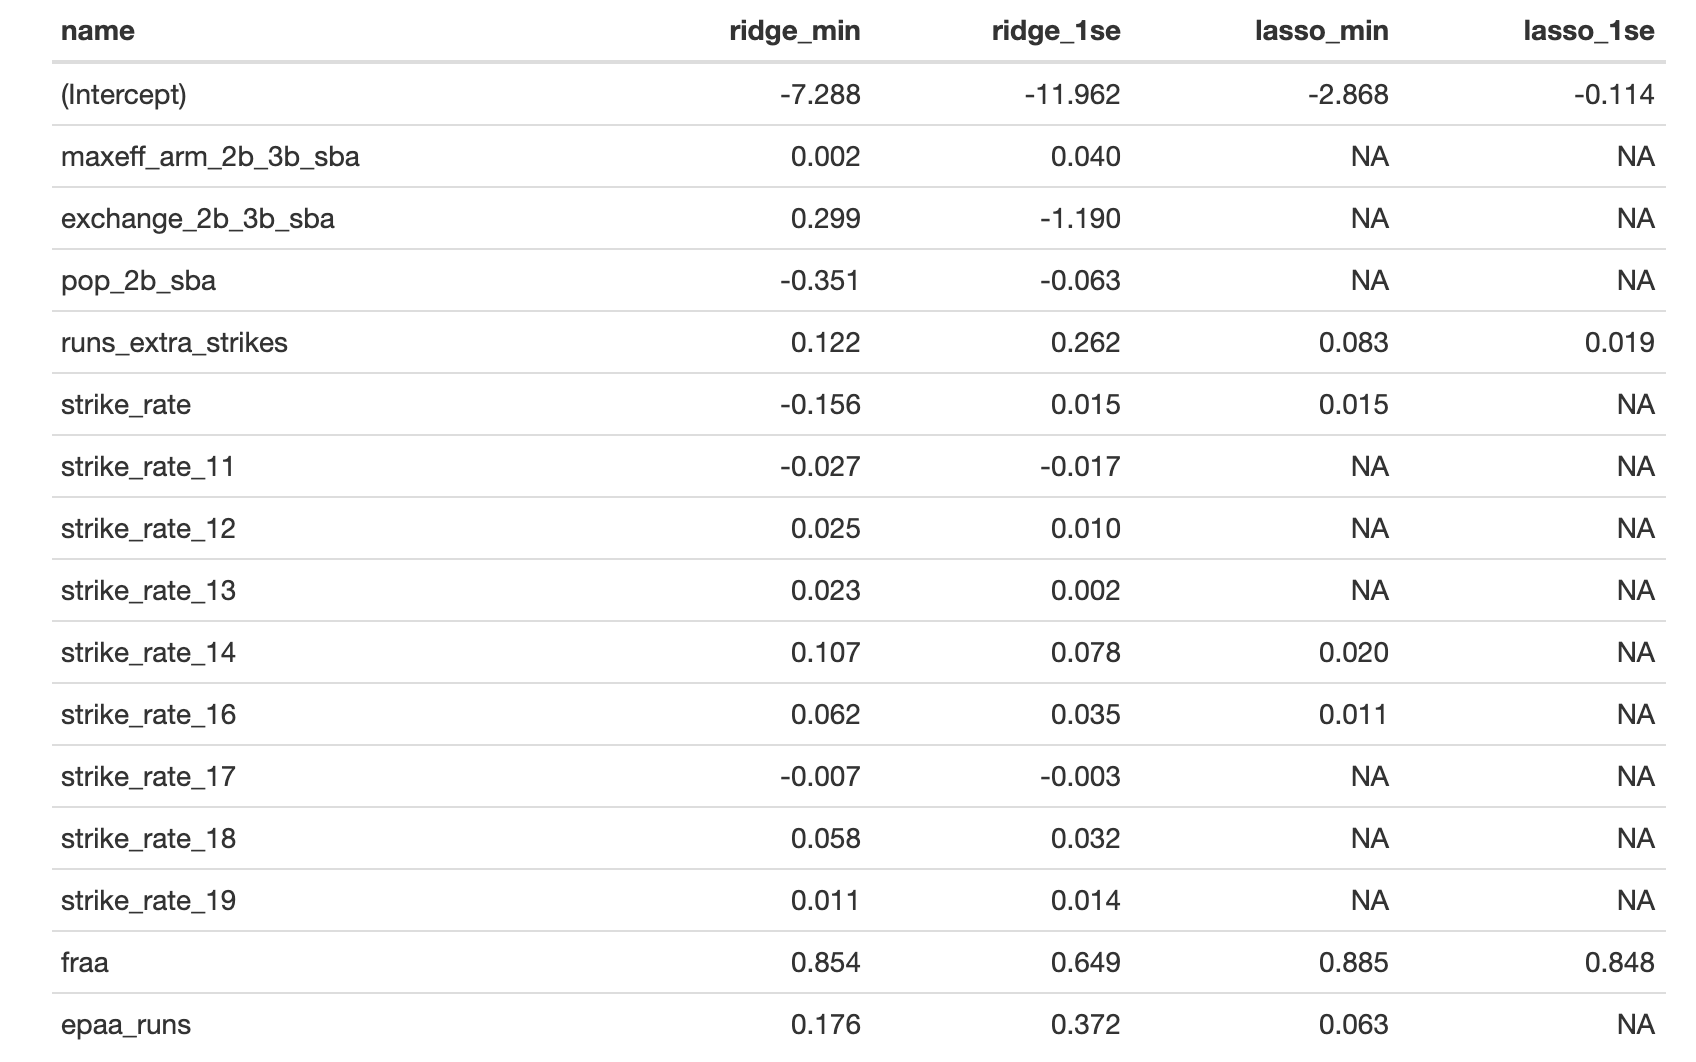 name ridge_min ridge_1se lasso_min lasso_1se
(Intercept) -7.288 -11.962 -2.868 -0.114
maxeff_arm_2b_3b_sba 0.002 0.040 NA NA
exchange_2b_3b_sba 0.299 -1.190 NA NA
pop_2b_sba -0.351 -0.063 NA NA
runs_extra_strikes 0.122 0.262 0.083 0.019
strike_rate -0.156 0.015 0.015 NA
strike_rate_11 -0.027 -0.017 NA NA
strike_rate_12 0.025 0.010 NA NA
strike_rate_13 0.023 0.002 NA NA
strike_rate_14 0.107 0.078 0.020 NA
strike_rate_16 0.062 0.035 0.011 NA
strike_rate_17 -0.007 -0.003 NA NA
strike_rate_18 0.058 0.032 NA NA
strike_rate_19 0.011 0.014 NA NA
fraa 0.854 0.649 0.885 0.848
epaa_runs 0.176 0.372 0.063 NA